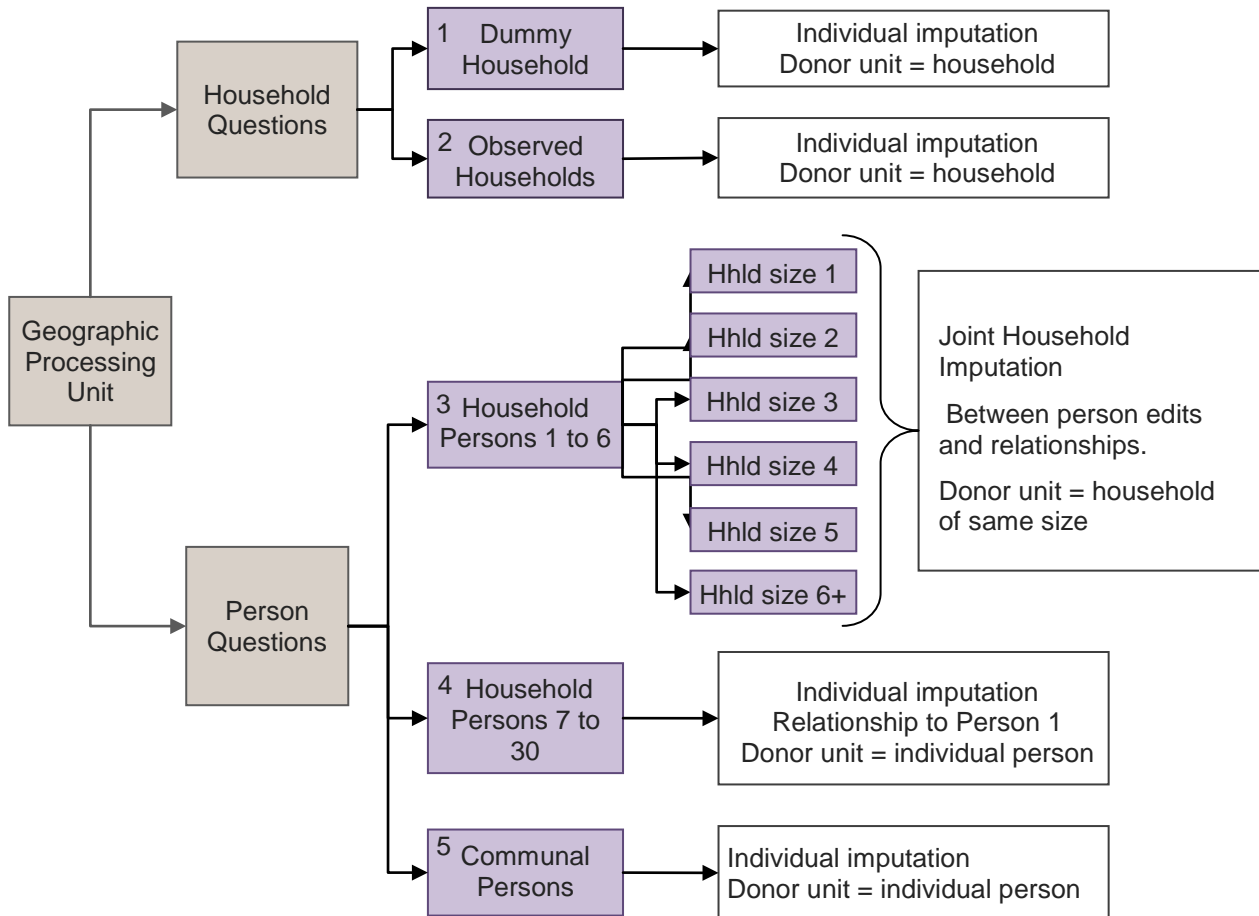 1 Dummy
Household
Individual imputation
Donor unit = household
Household
Questions
2 Observed
Households
Individual imputation
Donor unit = household
Geographic
Processing
Unit
Hhld size 1
Hhld size 2
3 Household
Persons 1 to 6
Hhld size 3
Hhld size 4
Hhld size 5
Hhld size 6+
Joint Household
Imputation
Between person edits
and relationships.
Donor unit = household
of same size
Person
Questions
4 Household
Persons 7 to
30
Individual imputation
Relationship to Person 1
Donor unit = individual person
5 Communal
Persons
Individual imputation
Donor unit = individual person